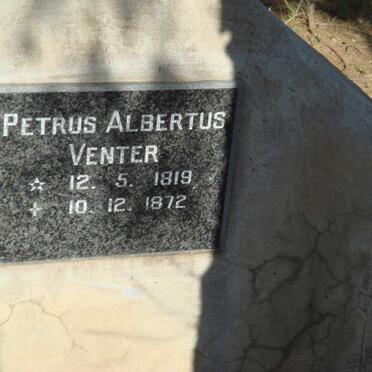 PETRUS ALBERTUS
VENTER
☆ 12. 5. 1819
✝ 10. 12. 1872